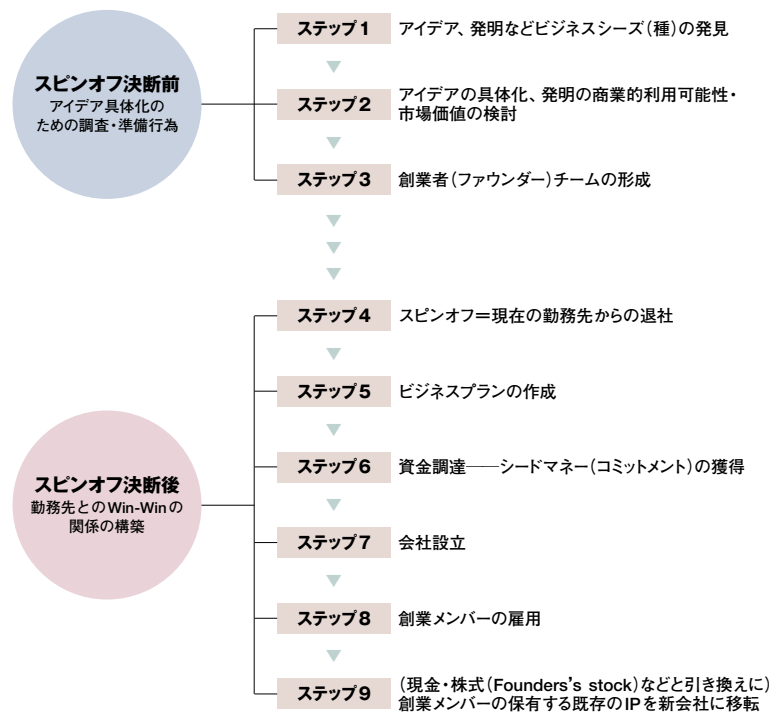 スピンオフ決断前
アイデア具体化の
ための調査・準備行為
ステップ1
アイデア、発明などビジネスシーズ（種）の発見
ステップ2
アイデアの具体化、発明の商業的利用可能性・
市場価値の検討
ステップ3
創業者（ファウンダー）チームの形成
スピンオフ決断後
勤務先とのWin-Winの
関係の構築
ステップ4
スピンオフ＝現在の勤務先からの退社
ステップ5
ビジネスプランの作成
ステップ6
資金調達――シードマネー（コミットメント）の獲得
ステップ7
会社設立
ステップ8
創業メンバーの雇用
ステップ9
（現金・株式（Founders's stock）などと引き換えに）
創業メンバーの保有する既存のIPを新会社に移転